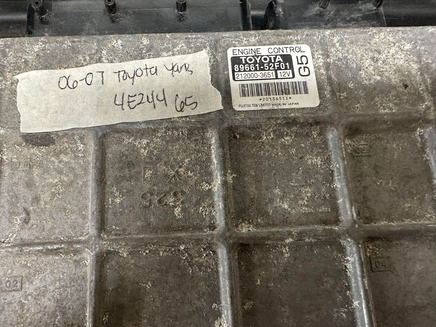 06-07 Toyota Yaris
4E244 G5
ENGINE CONTROL
TOYOTA
89661-52F01
212000-3651 12V
G5